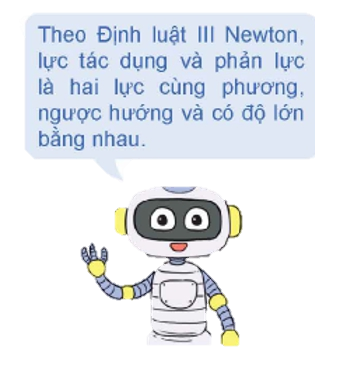 Theo Định luật III Newton,
lực tác dụng và phản lực
là hai lực cùng phương,
ngược hướng và có độ lớn
bằng nhau.